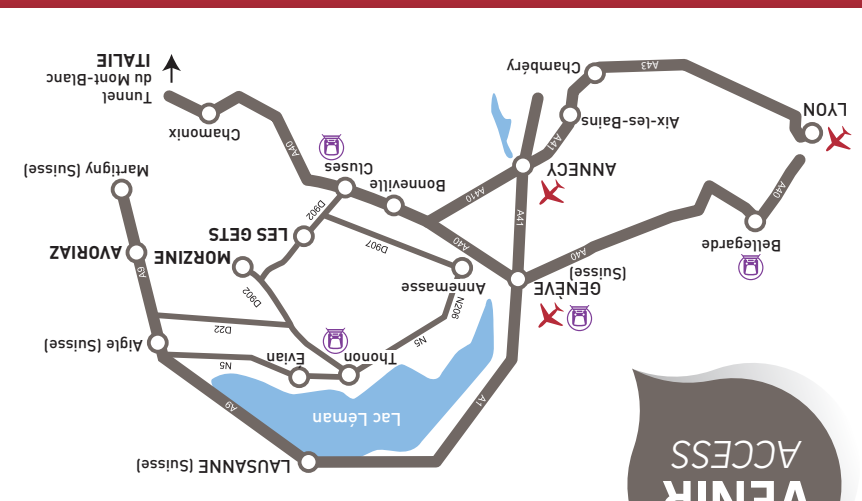 VENIR
ACCESS
LAUSANNE (Suisse)
A9
A1
Lac Léman
Thonon
Évian
N5
N5
Aigle (Suisse)
D22
N206
D902
A9
GENÈVE
(Suisse)
Annemasse
MORZINE
AVORIAZ
Bellegarde
A40
A40
D907
LES GETS
A41
D902
Bonneville
A410
A40
ANNECY
Cluses
Martigny (Suisse)
A40
A41
Aix-les-Bains
Chamonix
LYON
A43
Chambéry
Tunnel
du Mont-Blanc
ITALIE